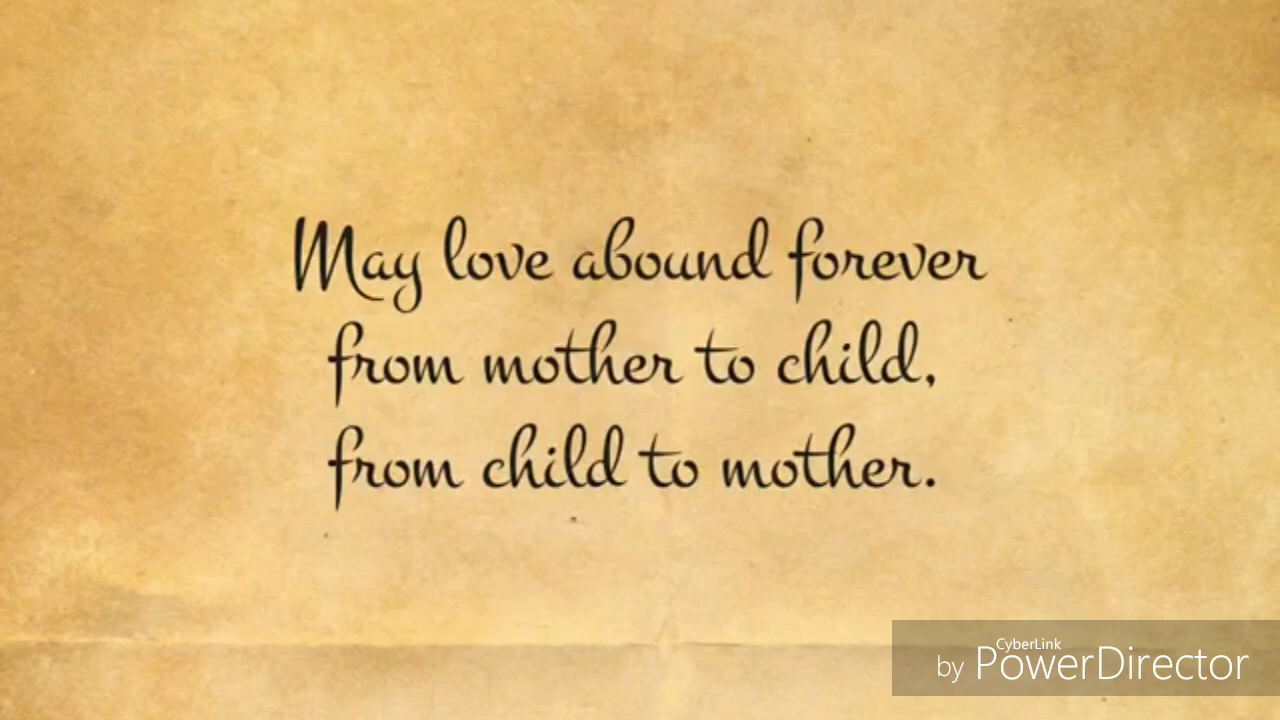 May love abound forever
from mother to child,
from child to mother.
CyberLink
by PowerDirector